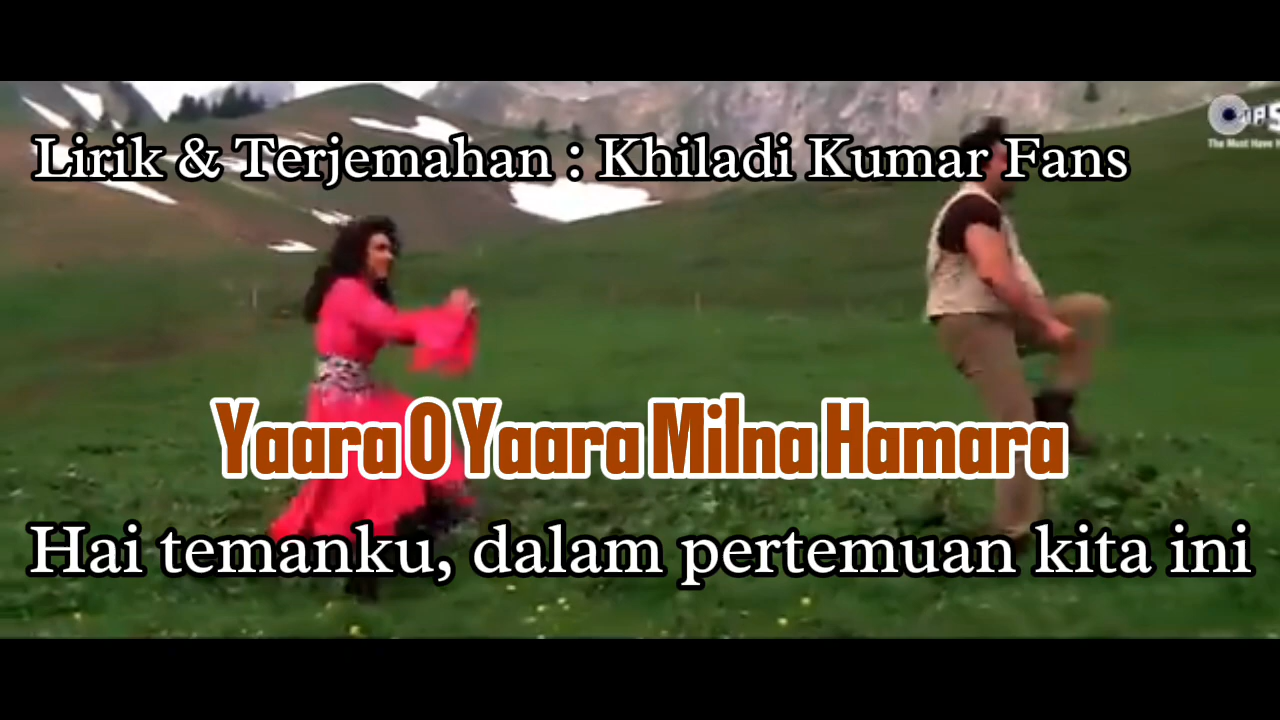 Lirik & Terjemahan : Khiladi Kumar Fans
Yaara O Yaara Milna Hamara
Hai temanku, dalam pertemuan kita ini